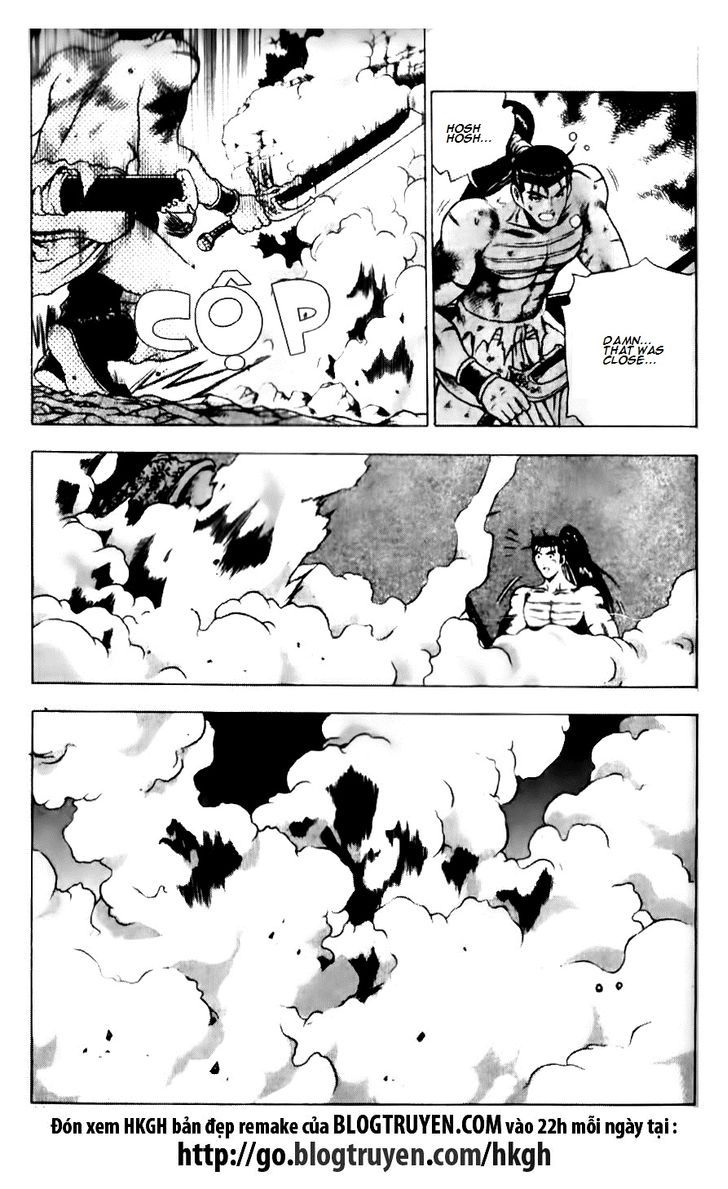 HOSH
HOSH...
CỘP
DAMN...
THAT WAS
CLOSE...
Đón xem HKGH bản đẹp remake của BLOGTRUYEN.COM vào 22h mỗi ngày tại :
http://go.blogtruyen.com/hkgh